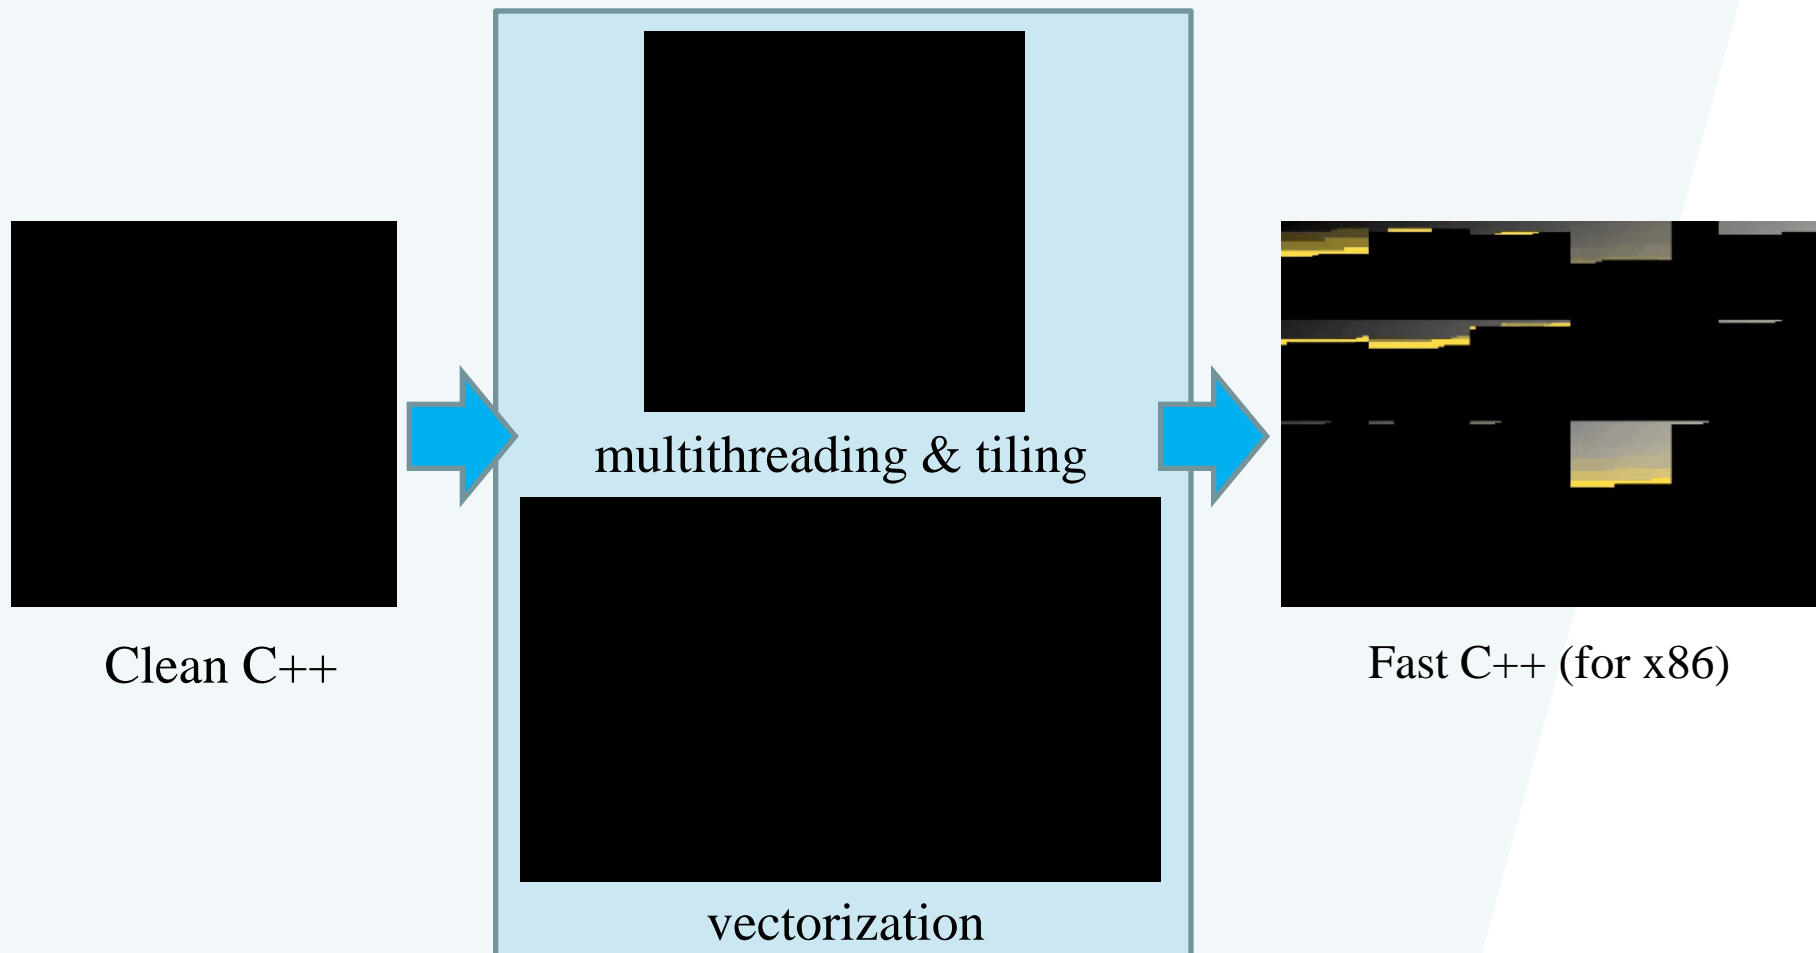 multithreading & tiling
Clean C++
Fast C++ (for x86)
vectorization